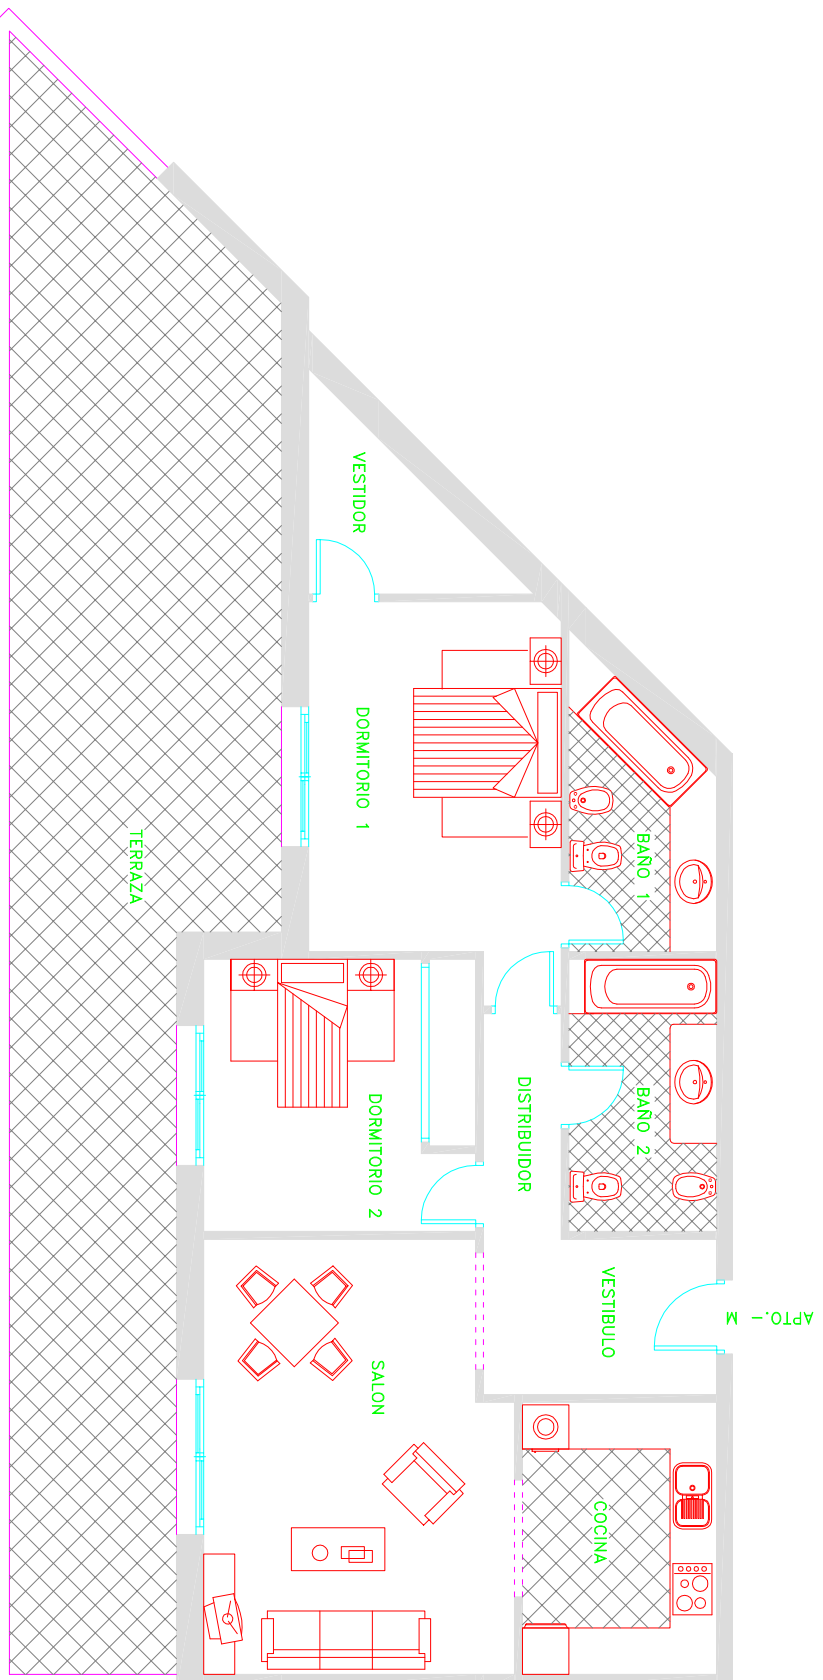 VESTIDOR
DORMITORIO 1
BAÑO 1
TERRAZA
DORMITORIO 2
DISTRIBUIDOR
BAÑO 2
VESTIBULO
APTO.- M
SALON
COCINA